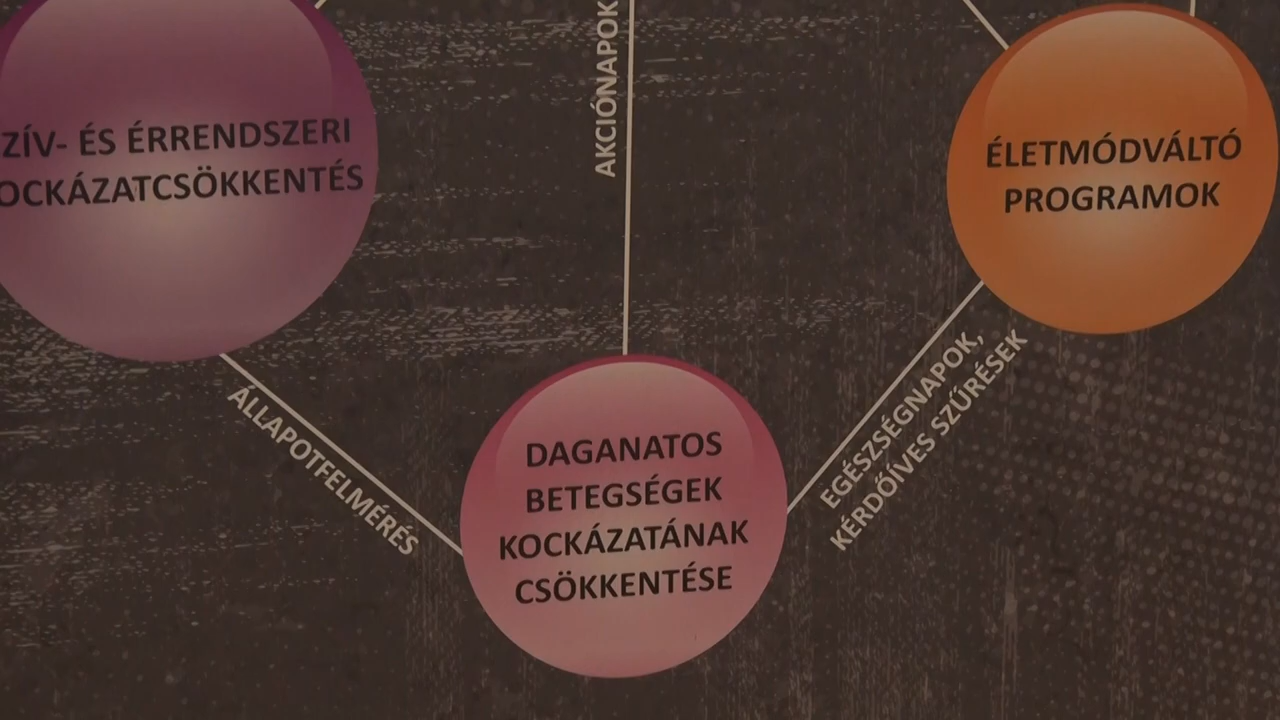 AKCIÓNAPOK
ZÍV- ÉS ÉRRENDSZERI
OCKÁZATCSÖKKENTÉS
ÉLETMÓDVÁLTÓ
PROGRAMOK
ÁLLAPOTFELMÉRÉS
EGÉSZSÉGNAPOK,
KÉRDŐÍVES SZŰRÉSEK
DAGANATOS
BETEGSÉGEK
KOCKÁZATÁNAK
CSÖKKENTÉSE